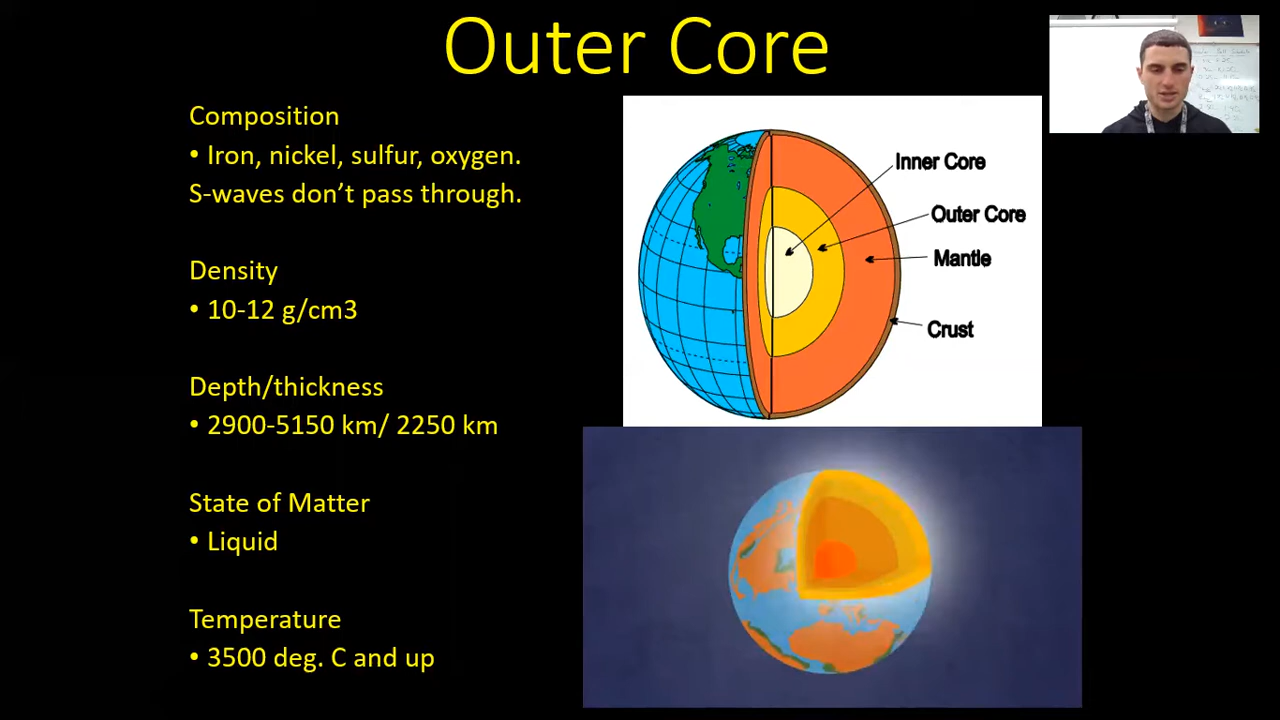 Outer Core
Composition
• Iron, nickel, sulfur, oxygen.
S-waves don’t pass through.
Density
• 10-12 g/cm3
Depth/thickness
• 2900-5150 km/ 2250 km
State of Matter
• Liquid
Temperature
• 3500 deg. C and up
Inner Core
Outer Core
Mantle
Crust